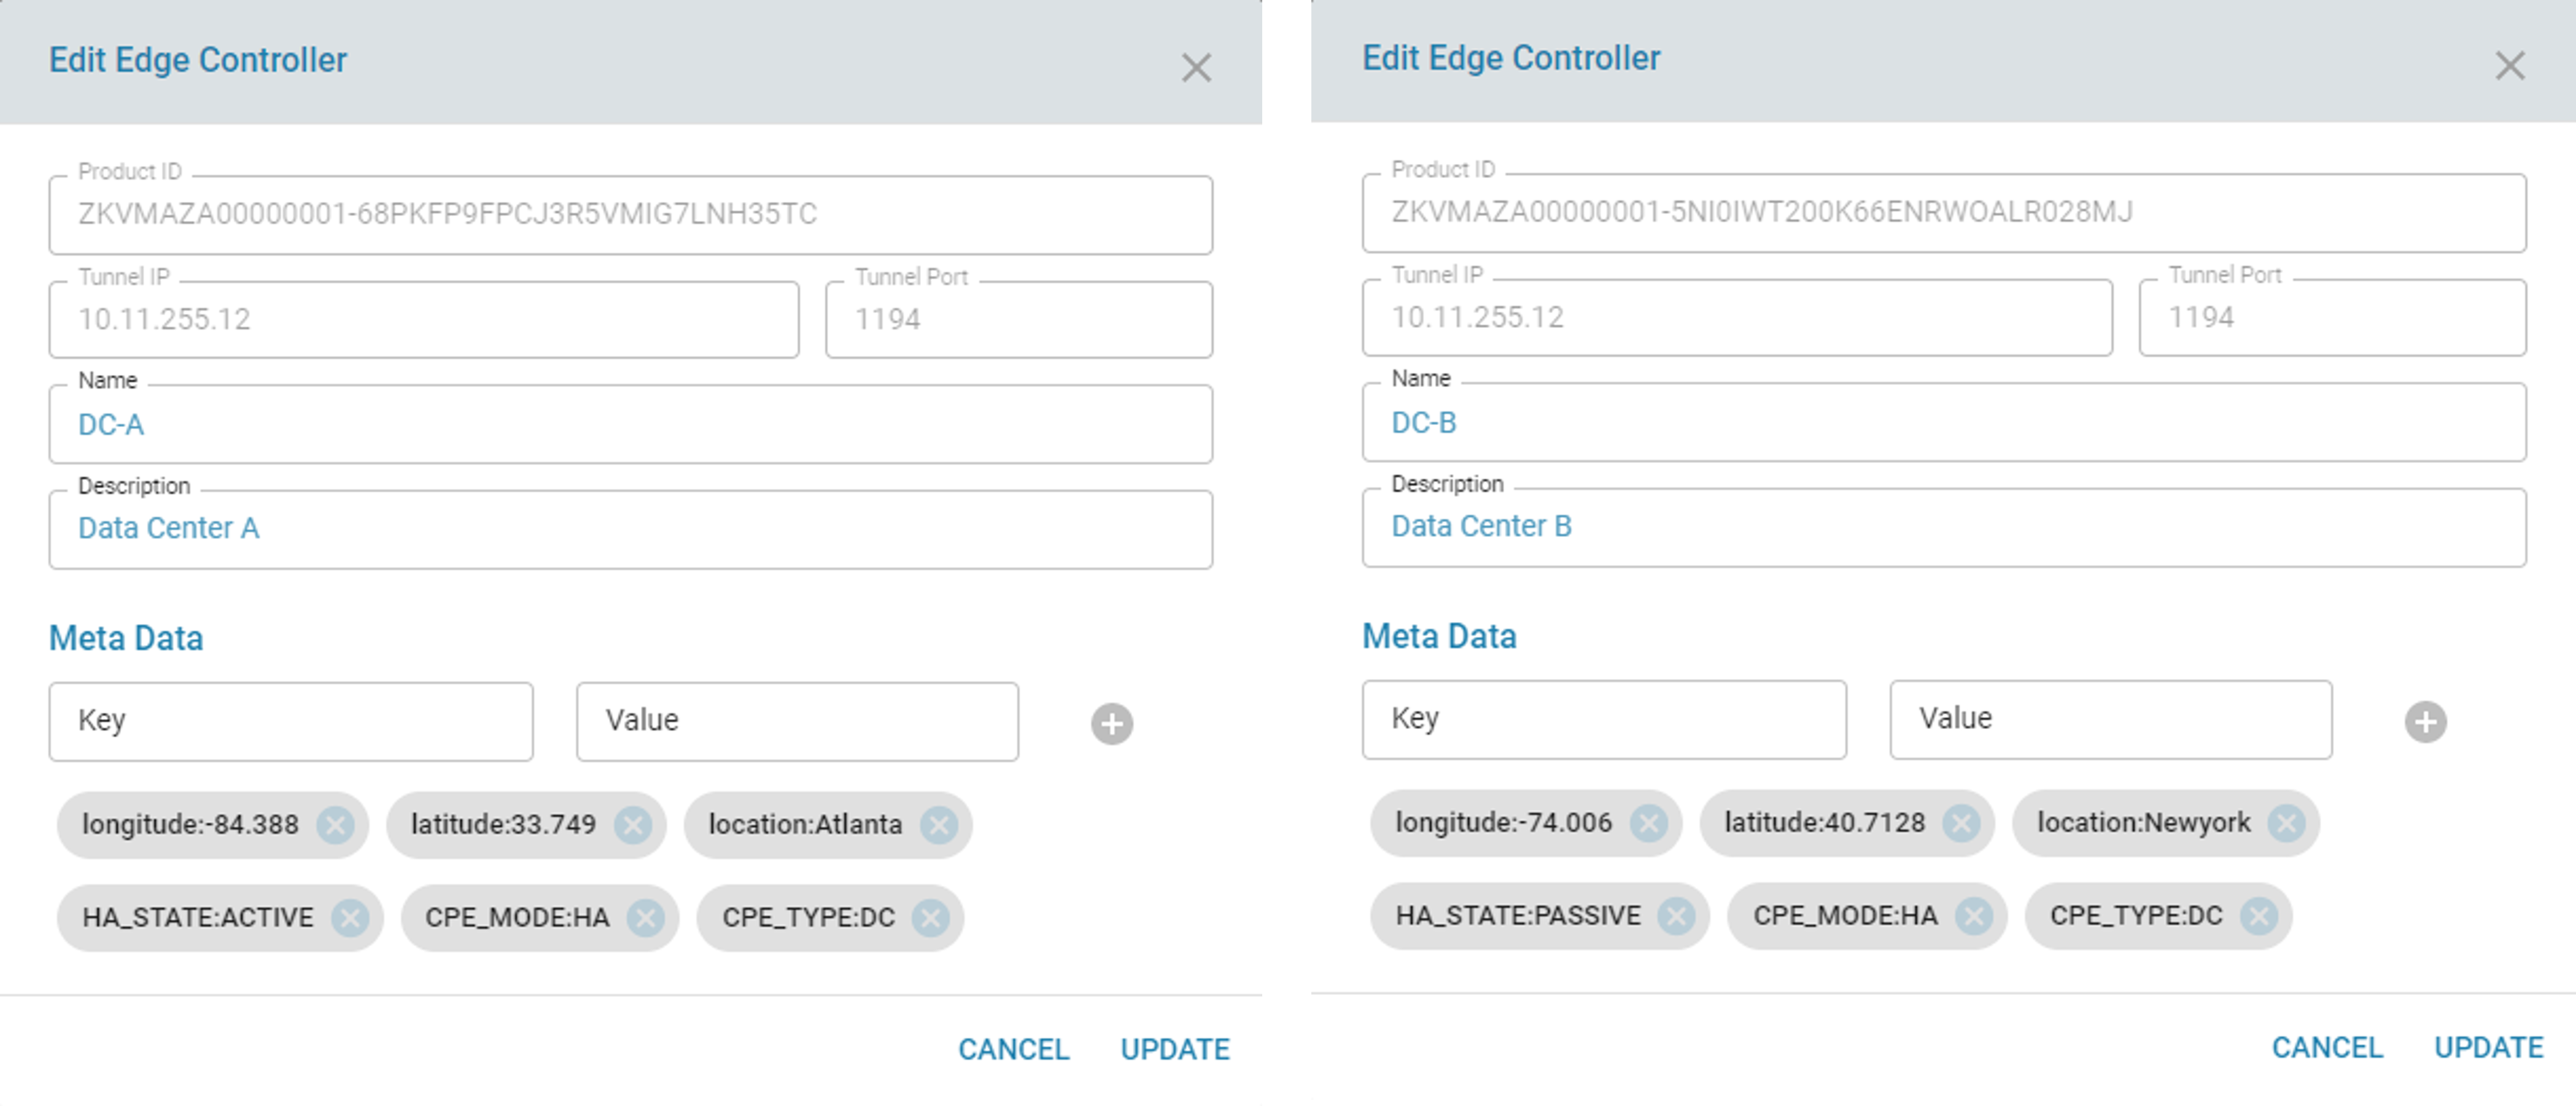 Edit Edge Controller
Product ID
ZKVMAZA00000001-68PKFP9FPCJ3R5VMIG7LNH35TC
Tunnel IP
Tunnel Port
10.11.255.12
1194
Name
DC-A
Description
Data Center A
Meta Data
Key
Value
longitude:-84.388
latitude:33.749
location:Atlanta
HA_STATE:ACTIVE
CPE_MODE:HA
CPE_TYPE:DC
CANCEL
UPDATE
Edit Edge Controller
Product ID
ZKVMAZA00000001-5NI0IWT200K66ENRWOALR028MJ
Tunnel IP
Tunnel Port
10.11.255.12
1194
Name
DC-B
Description
Data Center B
Meta Data
Key
Value
longitude:-74.006
latitude:40.7128
location:Newyork
HA_STATE:PASSIVE
CPE_MODE:HA
CPE_TYPE:DC
CANCEL
UPDATE